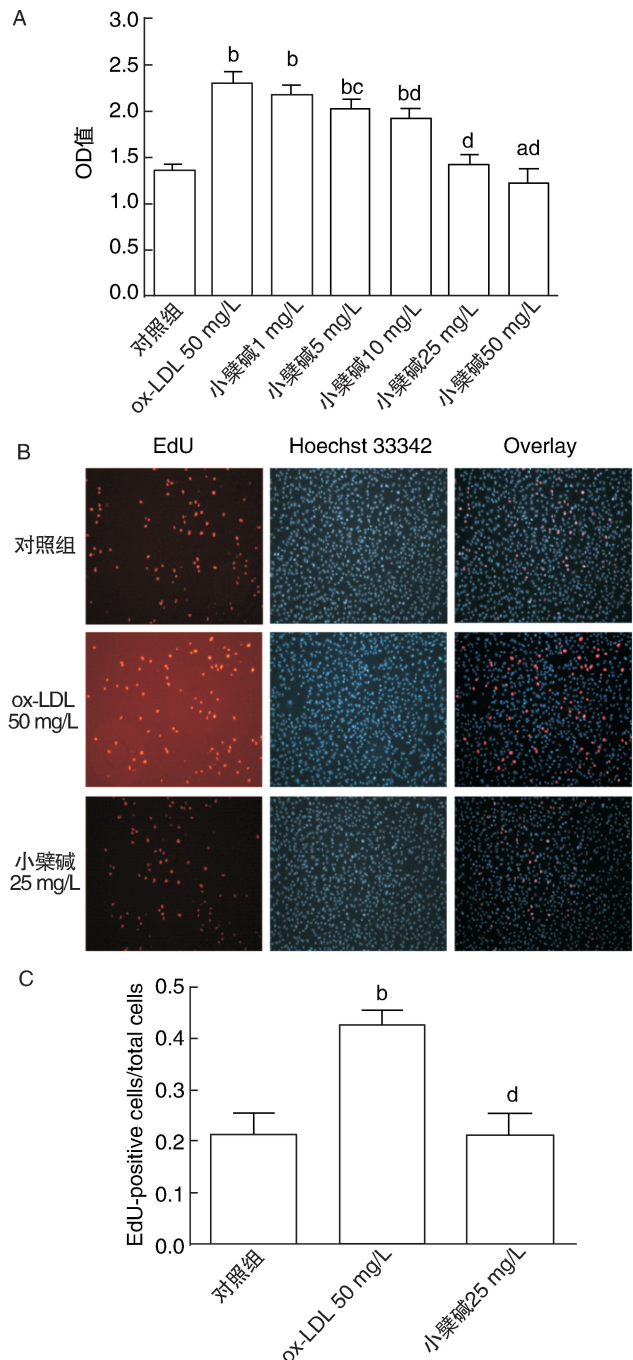 A
3.0
2.5
2.0
1.5
1.0
0.5
0.0
OD值
b
b
bc
bd
d
ad
对照组
ox-LDL 50 mg/L
小檗碱1 mg/L
小檗碱5 mg/L
小檗碱10 mg/L
小檗碱25 mg/L
小檗碱50 mg/L
B
EdU
Hoechst 33342
Overlay
对照组
ox-LDL
50 mg/L
小檗碱
25 mg/L
C
0.5
0.4
0.3
0.2
0.1
0.0
EdU-positive cells/total cells
b
d
对照组
ox-LDL 50 mg/L
小檗碱25 mg/L